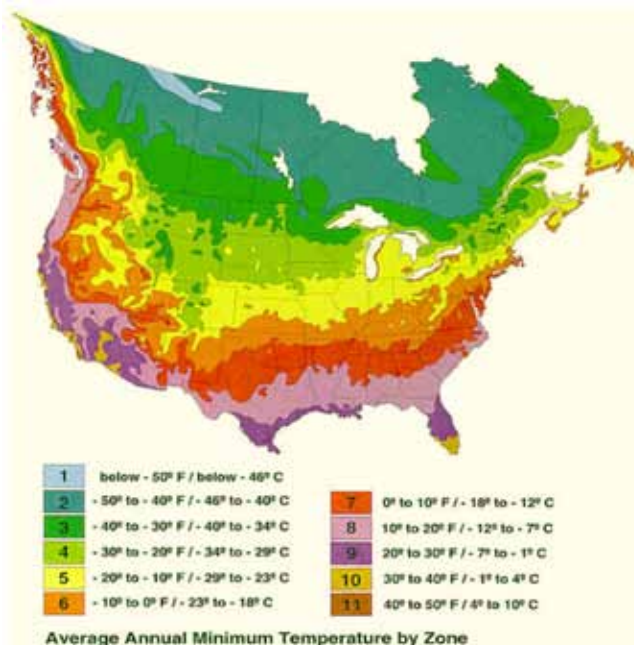 1 below - 50º F / below - 46º C
2 - 50º to - 40º F / - 46º to - 40º C
3 - 40º to - 30º F / - 40º to - 34º C
4 - 30º to - 20º F / - 34º to - 29º C
5 - 20º to - 10º F / - 29º to - 23º C
6 - 10º to 0º F / - 23º to - 18º C
7 0º to 10º F / - 18º to - 12º C
8 10º to 20º F / - 12º to - 7º C
9 20º to 30º F / - 7º to - 1º C
10 30º to 40º F / - 1º to 4º C
11 40º to 50º F / 4º to 10º C
Average Annual Minimum Temperature by Zone